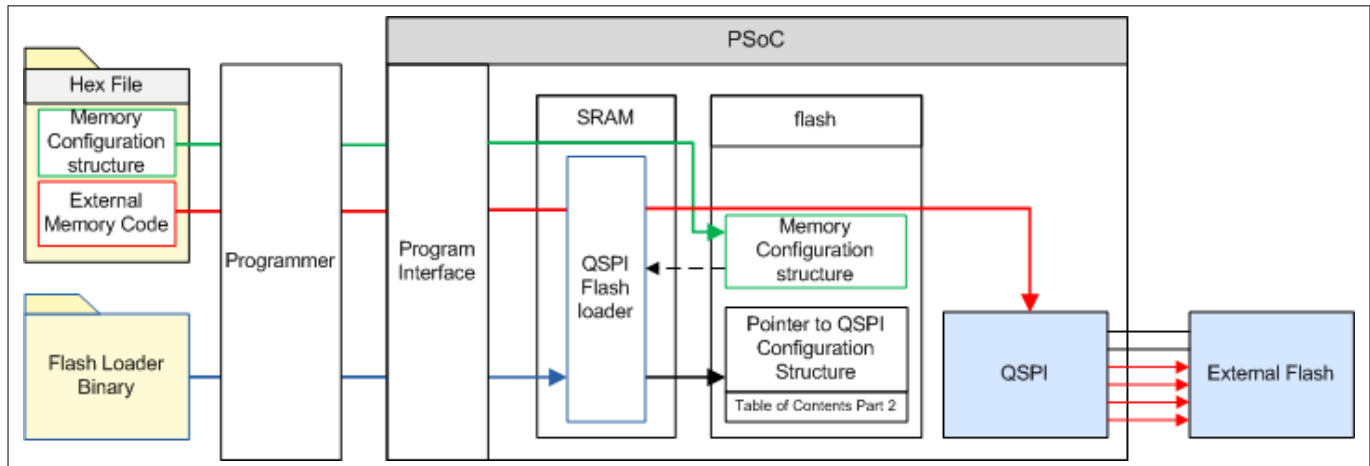 PSoC
Hex File
Memory
Configuration
structure
External
Memory Code
Flash Loader
Binary
Programmer
Program
Interface
SRAM
QSPI
Flash
loader
flash
Memory
Configuration
structure
Pointer to QSPI
Configuration
Structure
Table of Contents Part 2
QSPI
External Flash